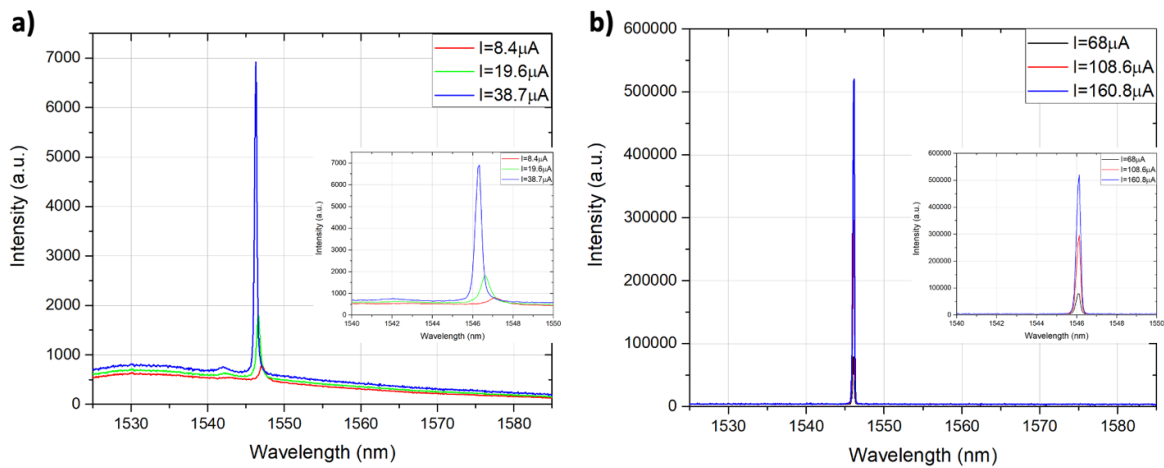 a)
I=8.4μA
I=19.6μA
I=38.7μA
7000
6000
5000
4000
3000
2000
1000
0
Intensity (a.u.)
1530 1540 1550 1560 1570 1580
Wavelength (nm)
I=8.4μA
I=19.6μA
I=38.7μA
7000
6000
5000
4000
3000
2000
1000
0
Intensity (a.u.)
1540 1542 1544 1546 1548 1550
Wavelength (nm)
b)
I=68μA
I=108.6μA
I=160.8μA
600000
500000
400000
300000
200000
100000
0
Intensity (a.u.)
1530 1540 1550 1560 1570 1580
Wavelength (nm)
I=68μA
I=108.6μA
I=160.8μA
600000
500000
400000
300000
200000
100000
0
Intensity (a.u.)
1540 1542 1544 1546 1548 1550
Wavelength (nm)